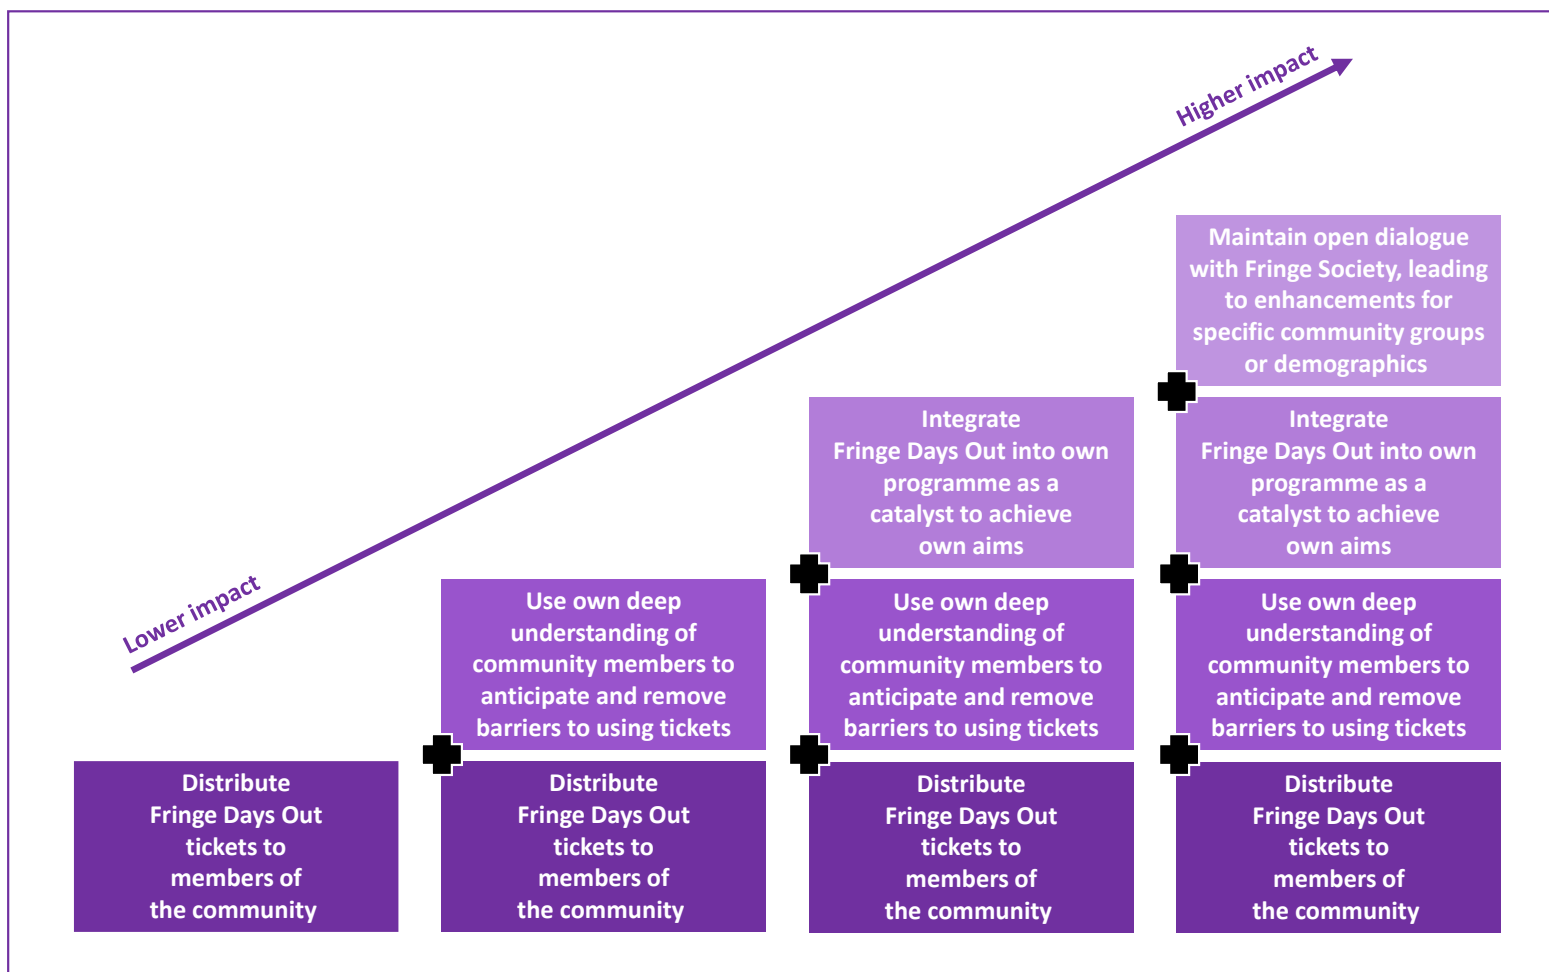 Higher impact
Lower impact
Distribute
Fringe Days Out
tickets to
members of
the community
Use own deep
understanding of
community members to
anticipate and remove
barriers to using tickets
Distribute
Fringe Days Out
tickets to
members of
the community
Integrate
Fringe Days Out into own
programme as a
catalyst to achieve
own aims
Use own deep
understanding of
community members to
anticipate and remove
barriers to using tickets
Distribute
Fringe Days Out
tickets to
members of
the community
Maintain open dialogue
with Fringe Society, leading
to enhancements for
specific community groups
or demographics
Integrate
Fringe Days Out into own
programme as a
catalyst to achieve
own aims
Use own deep
understanding of
community members to
anticipate and remove
barriers to using tickets
Distribute
Fringe Days Out
tickets to
members of
the community